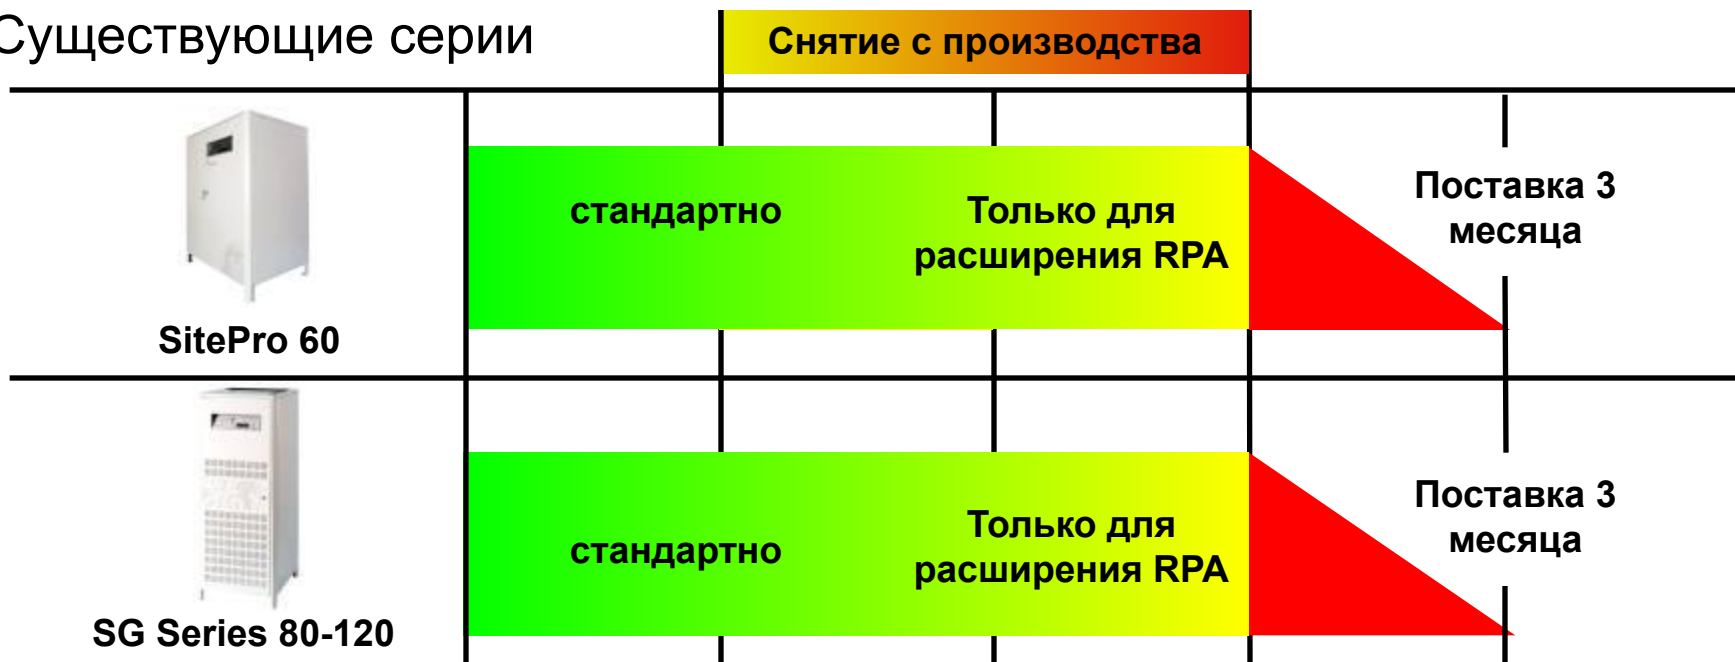 Существующие серии
Снятие с производства
стандартно
Только для
расширения RPA
Поставка 3
месяца
SitePro 60
стандартно
Только для
расширения RPA
Поставка 3
месяца
SG Series 80-120